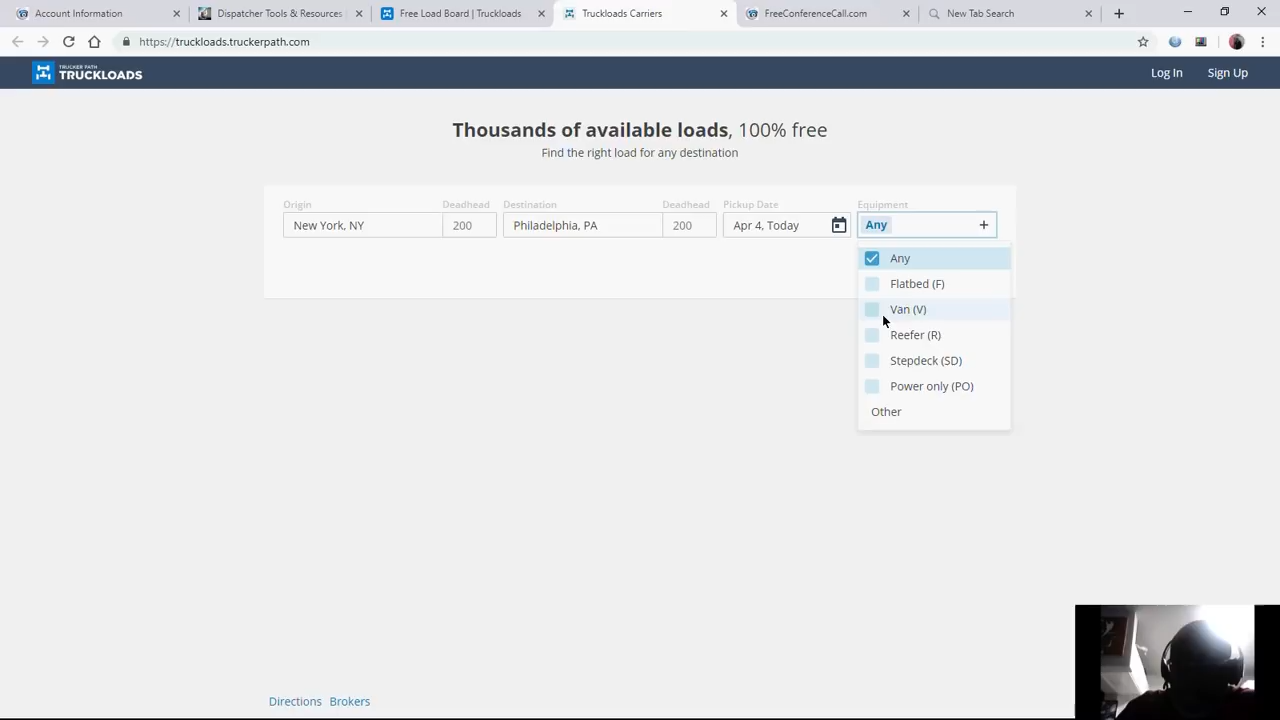 Account Information
Dispatcher Tools & Resources
Free Load Board | Truckloads
Truckloads Carriers
FreeConferenceCall.com
New Tab Search
https://truckloads.truckerpath.com
TRUCKER PATH
TRUCKLOADS
Log In
Sign Up
Thousands of available loads, 100% free
Find the right load for any destination
Origin
Deadhead
Destination
Deadhead
Pickup Date
Equipment
New York, NY
200
Philadelphia, PA
200
Apr 4, Today
Any
Any
Flatbed (F)
Van (V)
Reefer (R)
Stepdeck (SD)
Power only (PO)
Other
Directions
Brokers